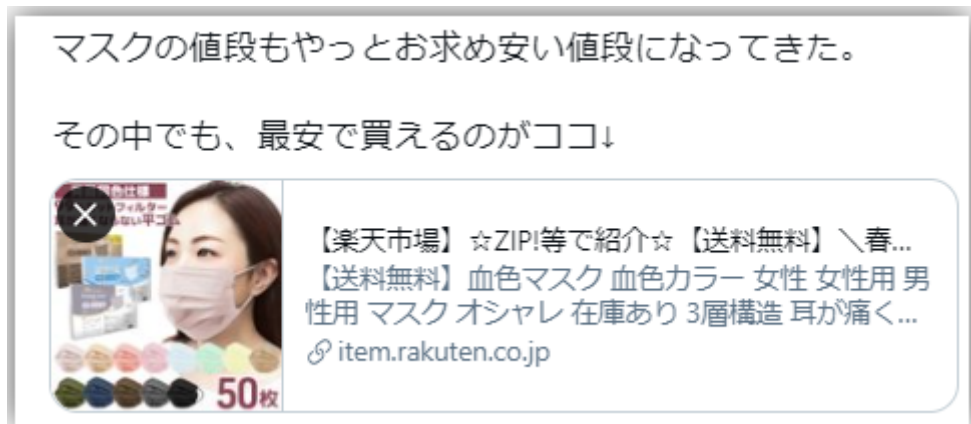 マスクの値段もやっとお求め安い値段になってきた。
その中でも、最安で買えるのがココ↓
【楽天市場】☆ZIP!等で紹介☆【送料無料】＼春...
【送料無料】血色マスク 血色カラー 女性 女性用 男
性用 マスク オシャレ 在庫あり 3層構造 耳が痛く...
item.rakuten.co.jp
50枚